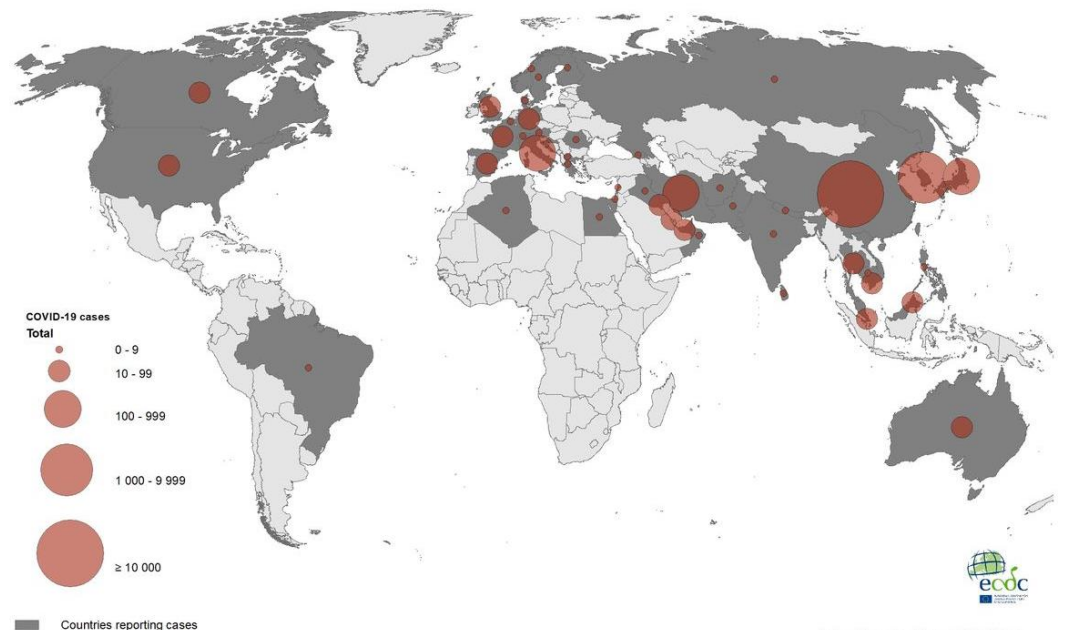 COVID-19 cases
Total
0 - 9
10 - 99
100 - 999
1 000 - 9 999
≥ 10 000
Countries reporting cases
ecdc